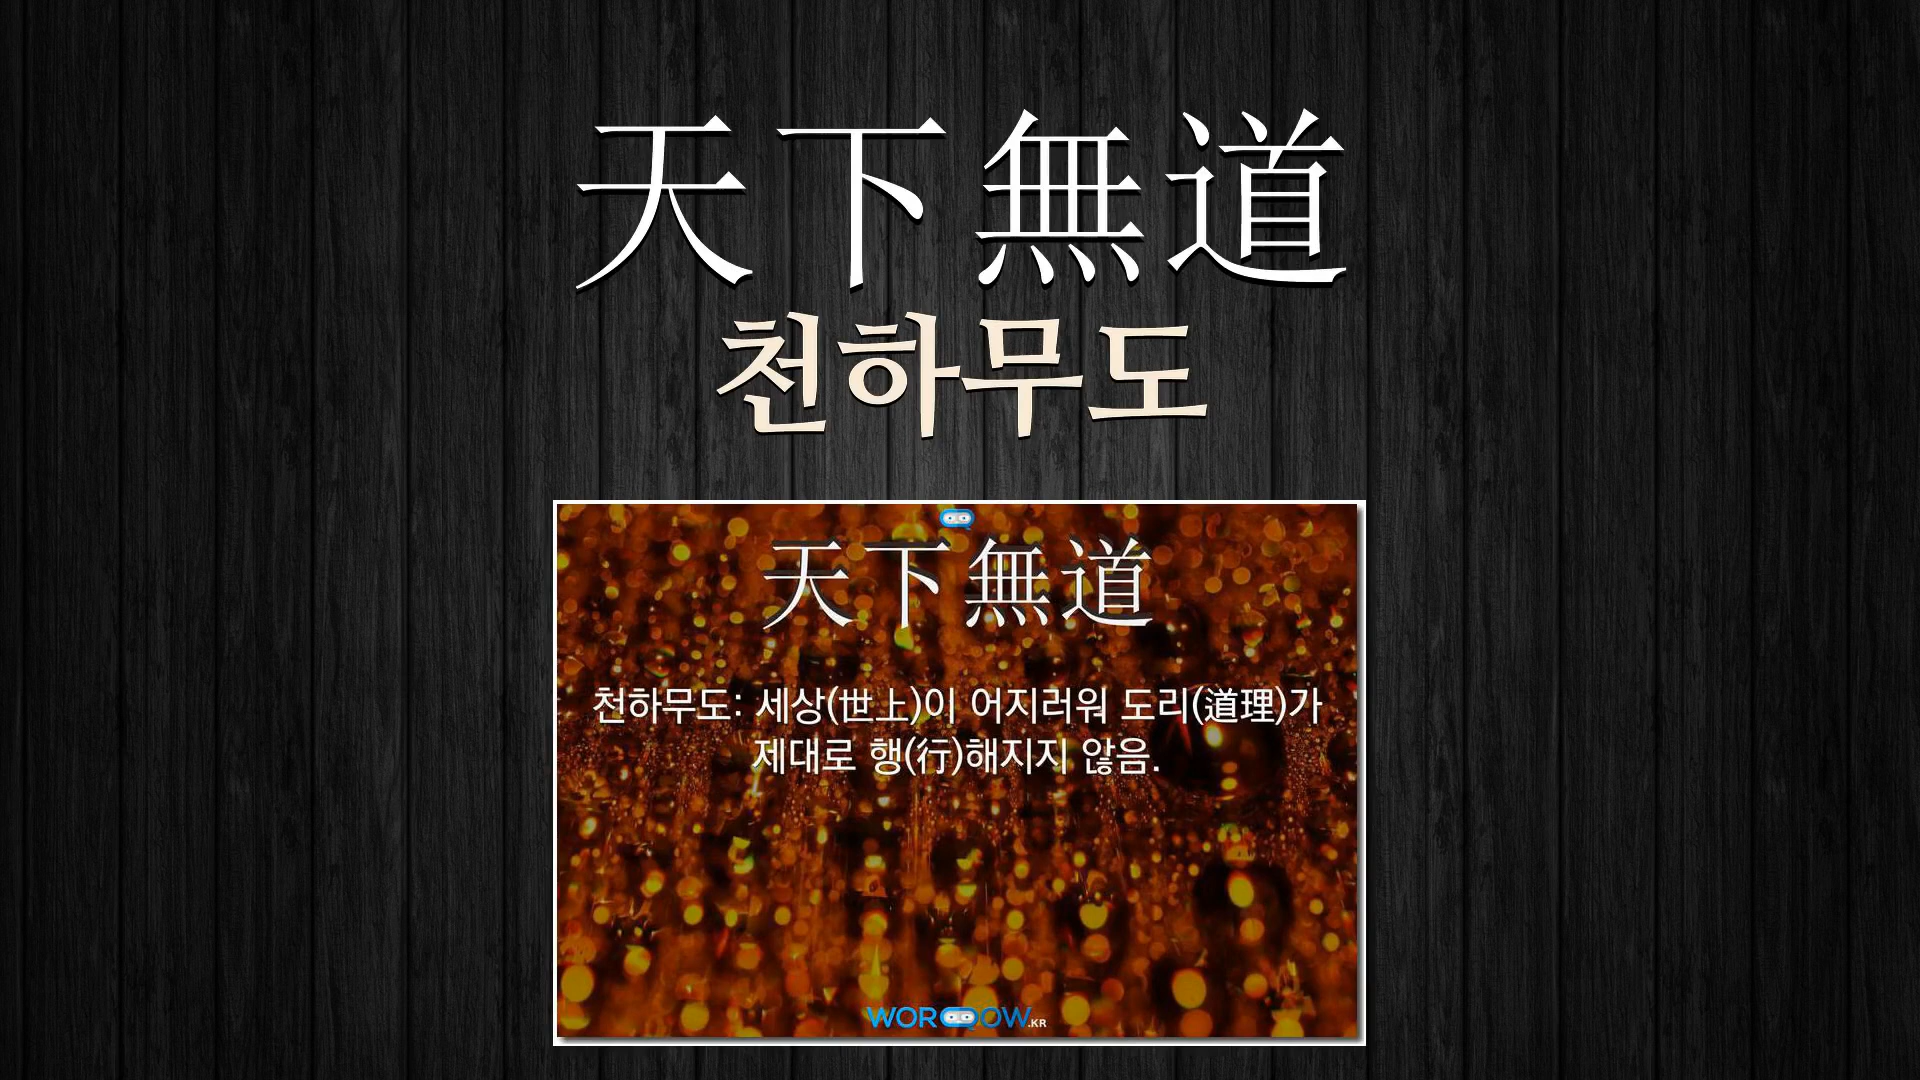 天下無道
천하무도
天下無道
천하무도: 세상(世上)이 어지러워 도리(道理)가
제대로 행(行)해지지 않음.
WORQQOW.KR